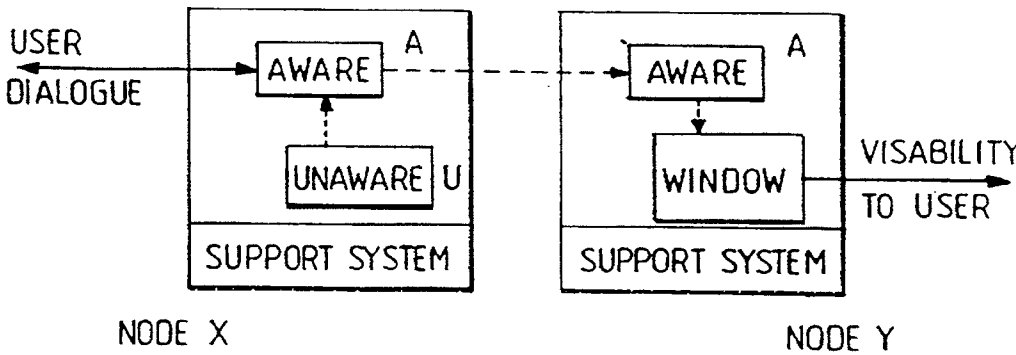 USER
DIALOGUE
AWARE
A
UNAWARE
U
SUPPORT SYSTEM
NODE X
AWARE
A
WINDOW
VISABILITY
TO USER
SUPPORT SYSTEM
NODE Y